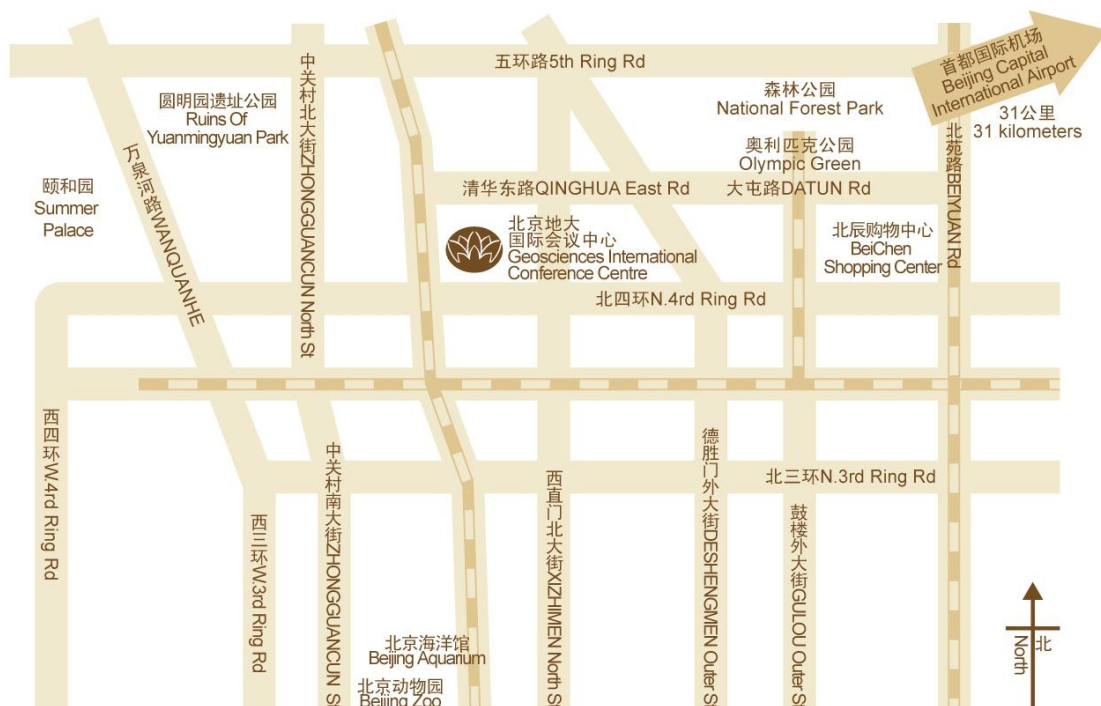 五环路5th Ring Rd
首都国际机场
Beijing Capital
International Airport
31公里
31 kilometers
中关村北大街ZHONGGUANCUN North St
圆明园遗址公园
Ruins Of
Yuanmingyuan Park
森林公园
National Forest Park
奥利匹克公园
Olympic Green
北苑路BEIYUAN Rd
万泉河路WANQUANHE
颐和园
Summer
Palace
清华东路QINGHUA East Rd
大屯路DATUN Rd
北京地大
国际会议中心
Geosciences International
Conference Centre
北辰购物中心
BeiChen
Shopping Center
北四环N.4rd Ring Rd
西四环W.4rd Ring Rd
中关村南大街ZHONGGUANCUN S
德胜门外大街DESHENGMEN Outer S
北三环N.3rd Ring Rd
西直门北大街XIZHIMEN North S
鼓楼外大街GULOU Outer S
西三环W.3rd Ring Rd
北京海洋馆
Beijing Aquarium
北京动物园
Beijing Zoo
北
North